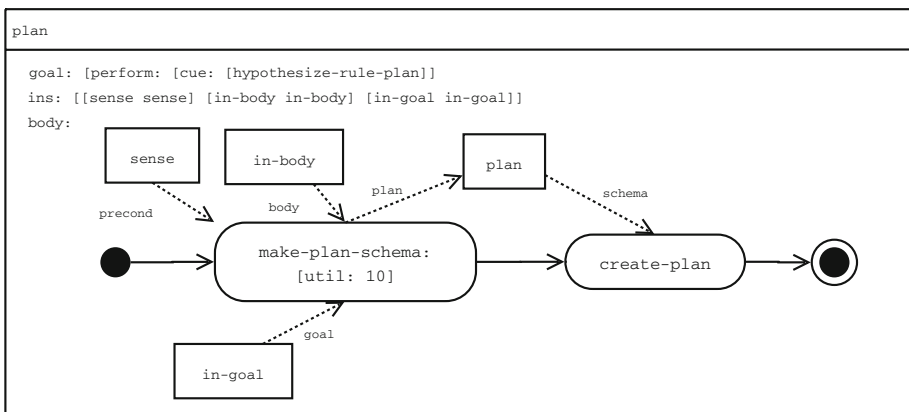 plan
goal: [perform: [cue: [hypothesize-rule-plan]]
ins: [[sense sense] [in-body in-body] [in-goal in-goal]]
body:
sense
in-body
plan
plan
schema
precond
body
make-plan-schema:
[util: 10]
create-plan
goal
in-goal